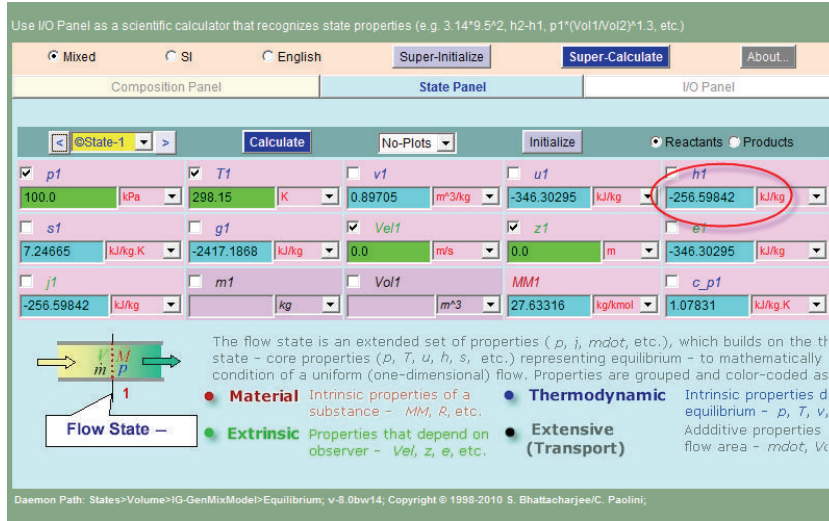 Use I/O Panel as a scientific calculator that recognizes state properties (e.g. 3.14*9.5^2, h2-h1, p1*(Vol1/Vol2)^1.3, etc.)
Mixed SI English Super-Initialize Super-Calculate About...
Composition Panel State Panel I/O Panel
< ©State-1 > Calculate No-Plots Initialize Reactants Products
p1 T1 v1 u1 h1
100.0 kPa 298.15 K 0.89705 m^3/kg -346.30295 kJ/kg -256.59842 kJ/kg
s1 g1 Vel1 z1 e1
7.24665 kJ/kg.K -2417.1868 kJ/kg 0.0 m/s 0.0 m -346.30295 kJ/kg
j1 m1 Vol1 MM1 c_p1
-256.59842 kJ/kg kg m^3 27.63316 kg/kmol 1.07831 kJ/kg.K
The flow state is an extended set of properties ( p, j, mdot, etc.), which builds on the th
state – core properties (p, T, u, h, s, etc.) representing equilibrium – to mathematically
condition of a uniform (one-dimensional) flow. Properties are grouped and color-coded as
V M
ṁ p
1
Flow State —
Material Intrinsic properties of a
substance – MM, R, etc.
Extrinsic Properties that depend on
observer – Vel, z, e, etc.
Thermodynamic Intrinsic properties d
equilibrium – p, T, v,
Extensive (Transport) Addditive properties
flow area – mdot, Vo
Daemon Path: States>Volume>IG-GenMixModel>Equilibrium; v-8.0bw14; Copyright © 1998-2010 S. Bhattacharjee/C. Paolini;